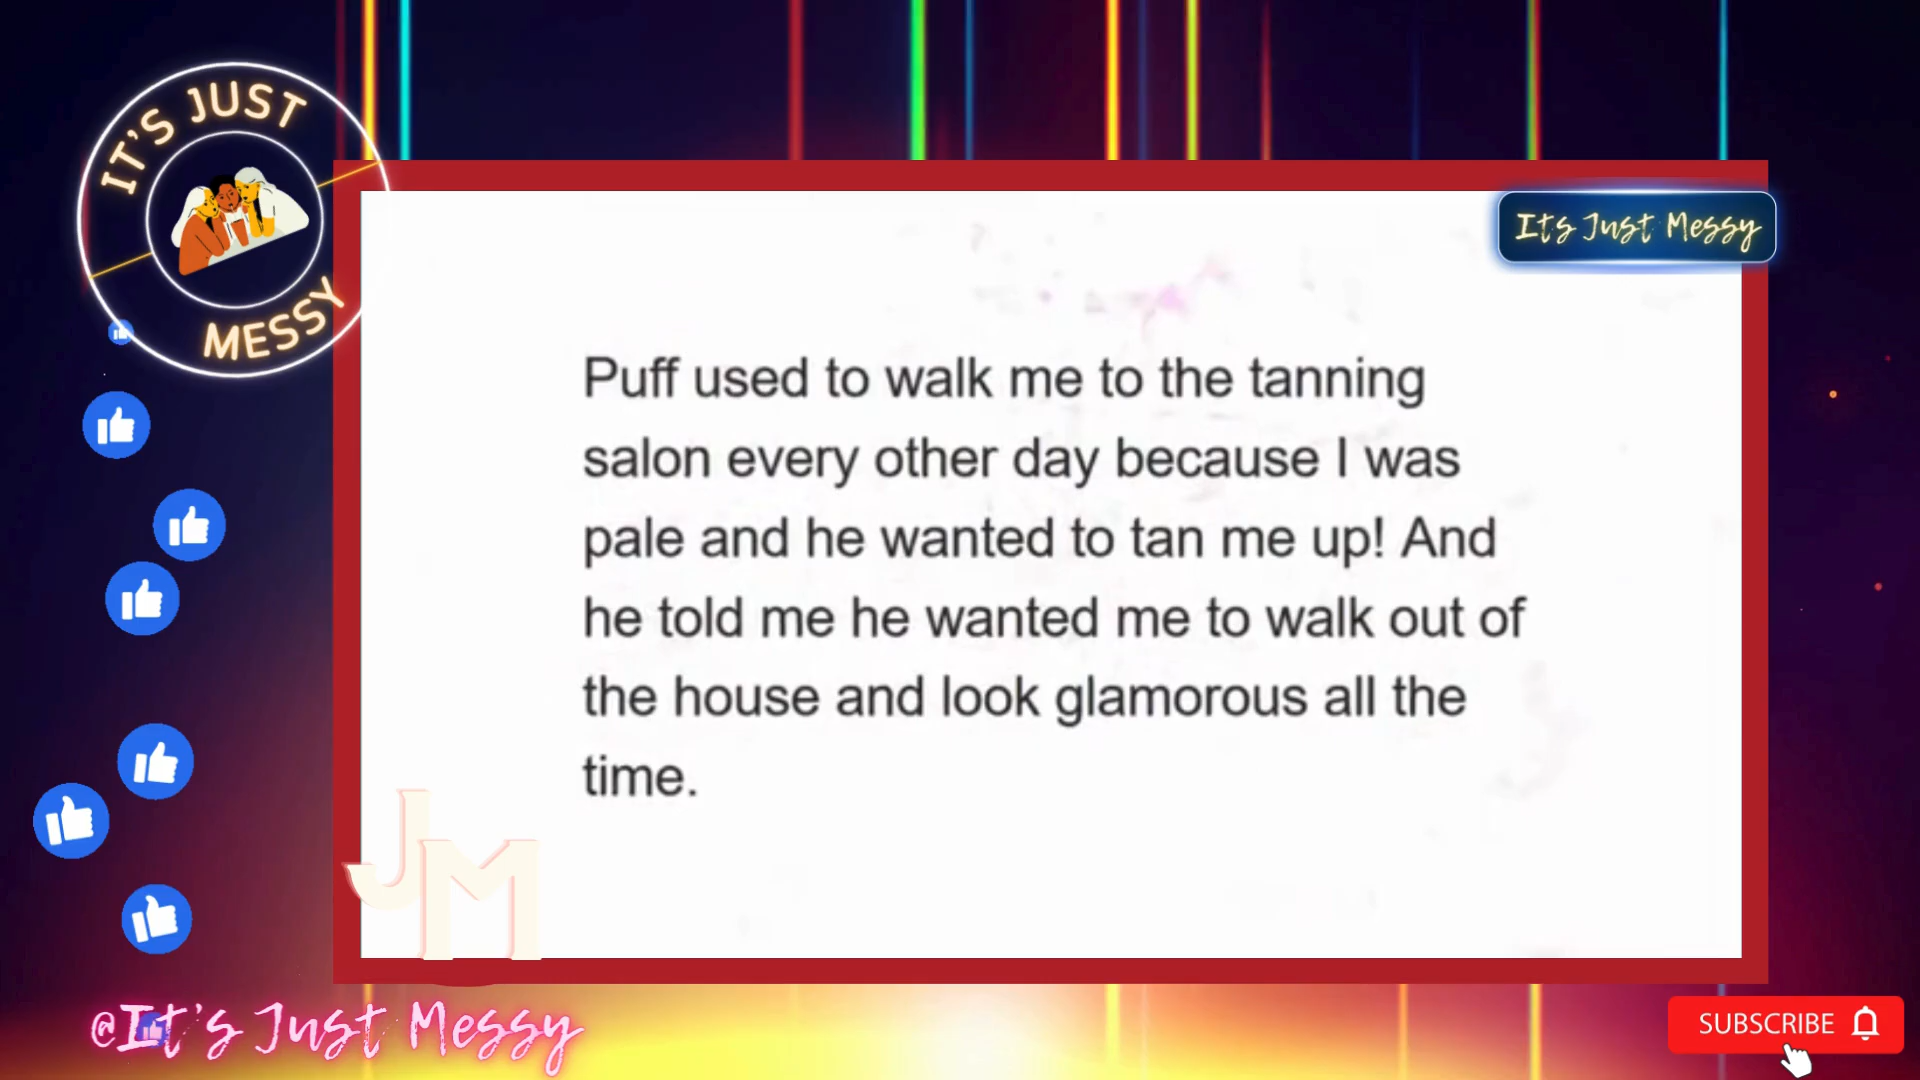 IT'S JUST
MESSY
Its Just Messy
Puff used to walk me to the tanning
salon every other day because I was
pale and he wanted to tan me up! And
he told me he wanted me to walk out of
the house and look glamorous all the
time.
JM
@It's Just Messy
SUBSCRIBE